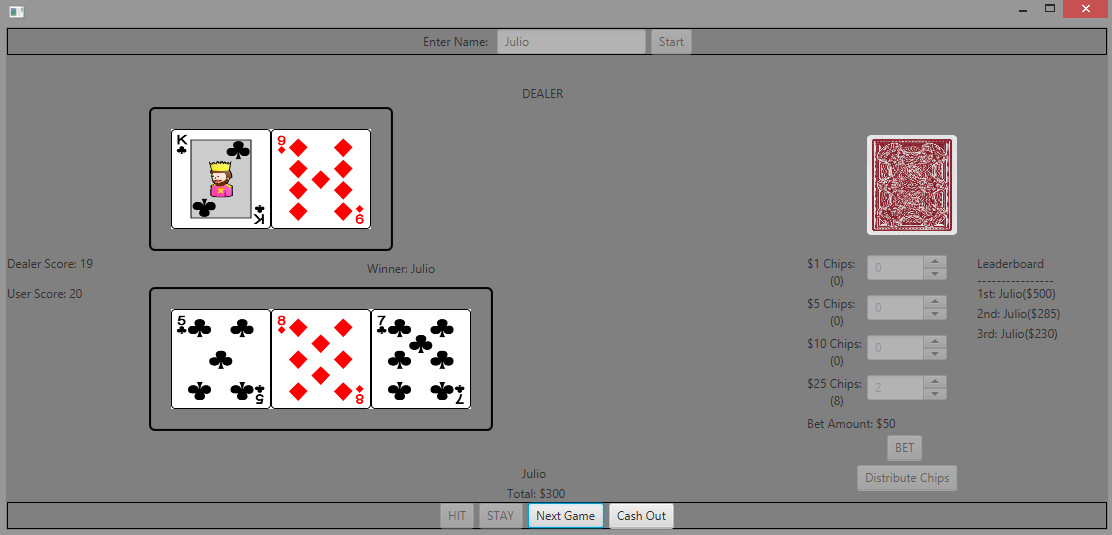 Enter Name: Julio Start
DEALER
K 9
K 9
Dealer Score: 19
Winner: Julio
User Score: 20
5 8 7
5 8 7
$1 Chips: 0
(0)
$5 Chips: 0
(0)
$10 Chips: 0
(0)
$25 Chips: 2
(8)
Bet Amount: $50
BET
Distribute Chips
Leaderboard
----------------
1st: Julio($500)
2nd: Julio($285)
3rd: Julio($230)
Julio
Total: $300
HIT STAY Next Game Cash Out